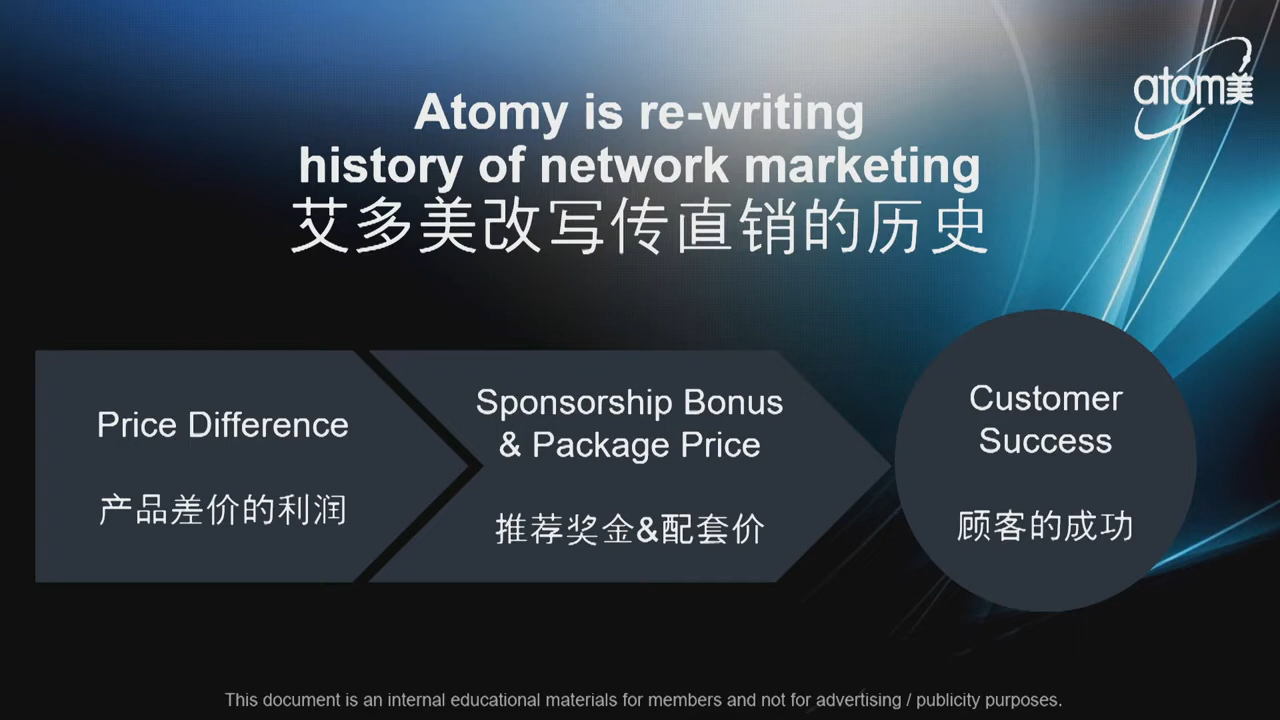 atom美
Atomy is re-writing
history of network marketing
艾多美改写传直销的历史
Price Difference
产品差价的利润
Sponsorship Bonus
& Package Price
推荐奖金&配套价
Customer
Success
顾客的成功
This document is an internal educational materials for members and not for advertising / publicity purposes.